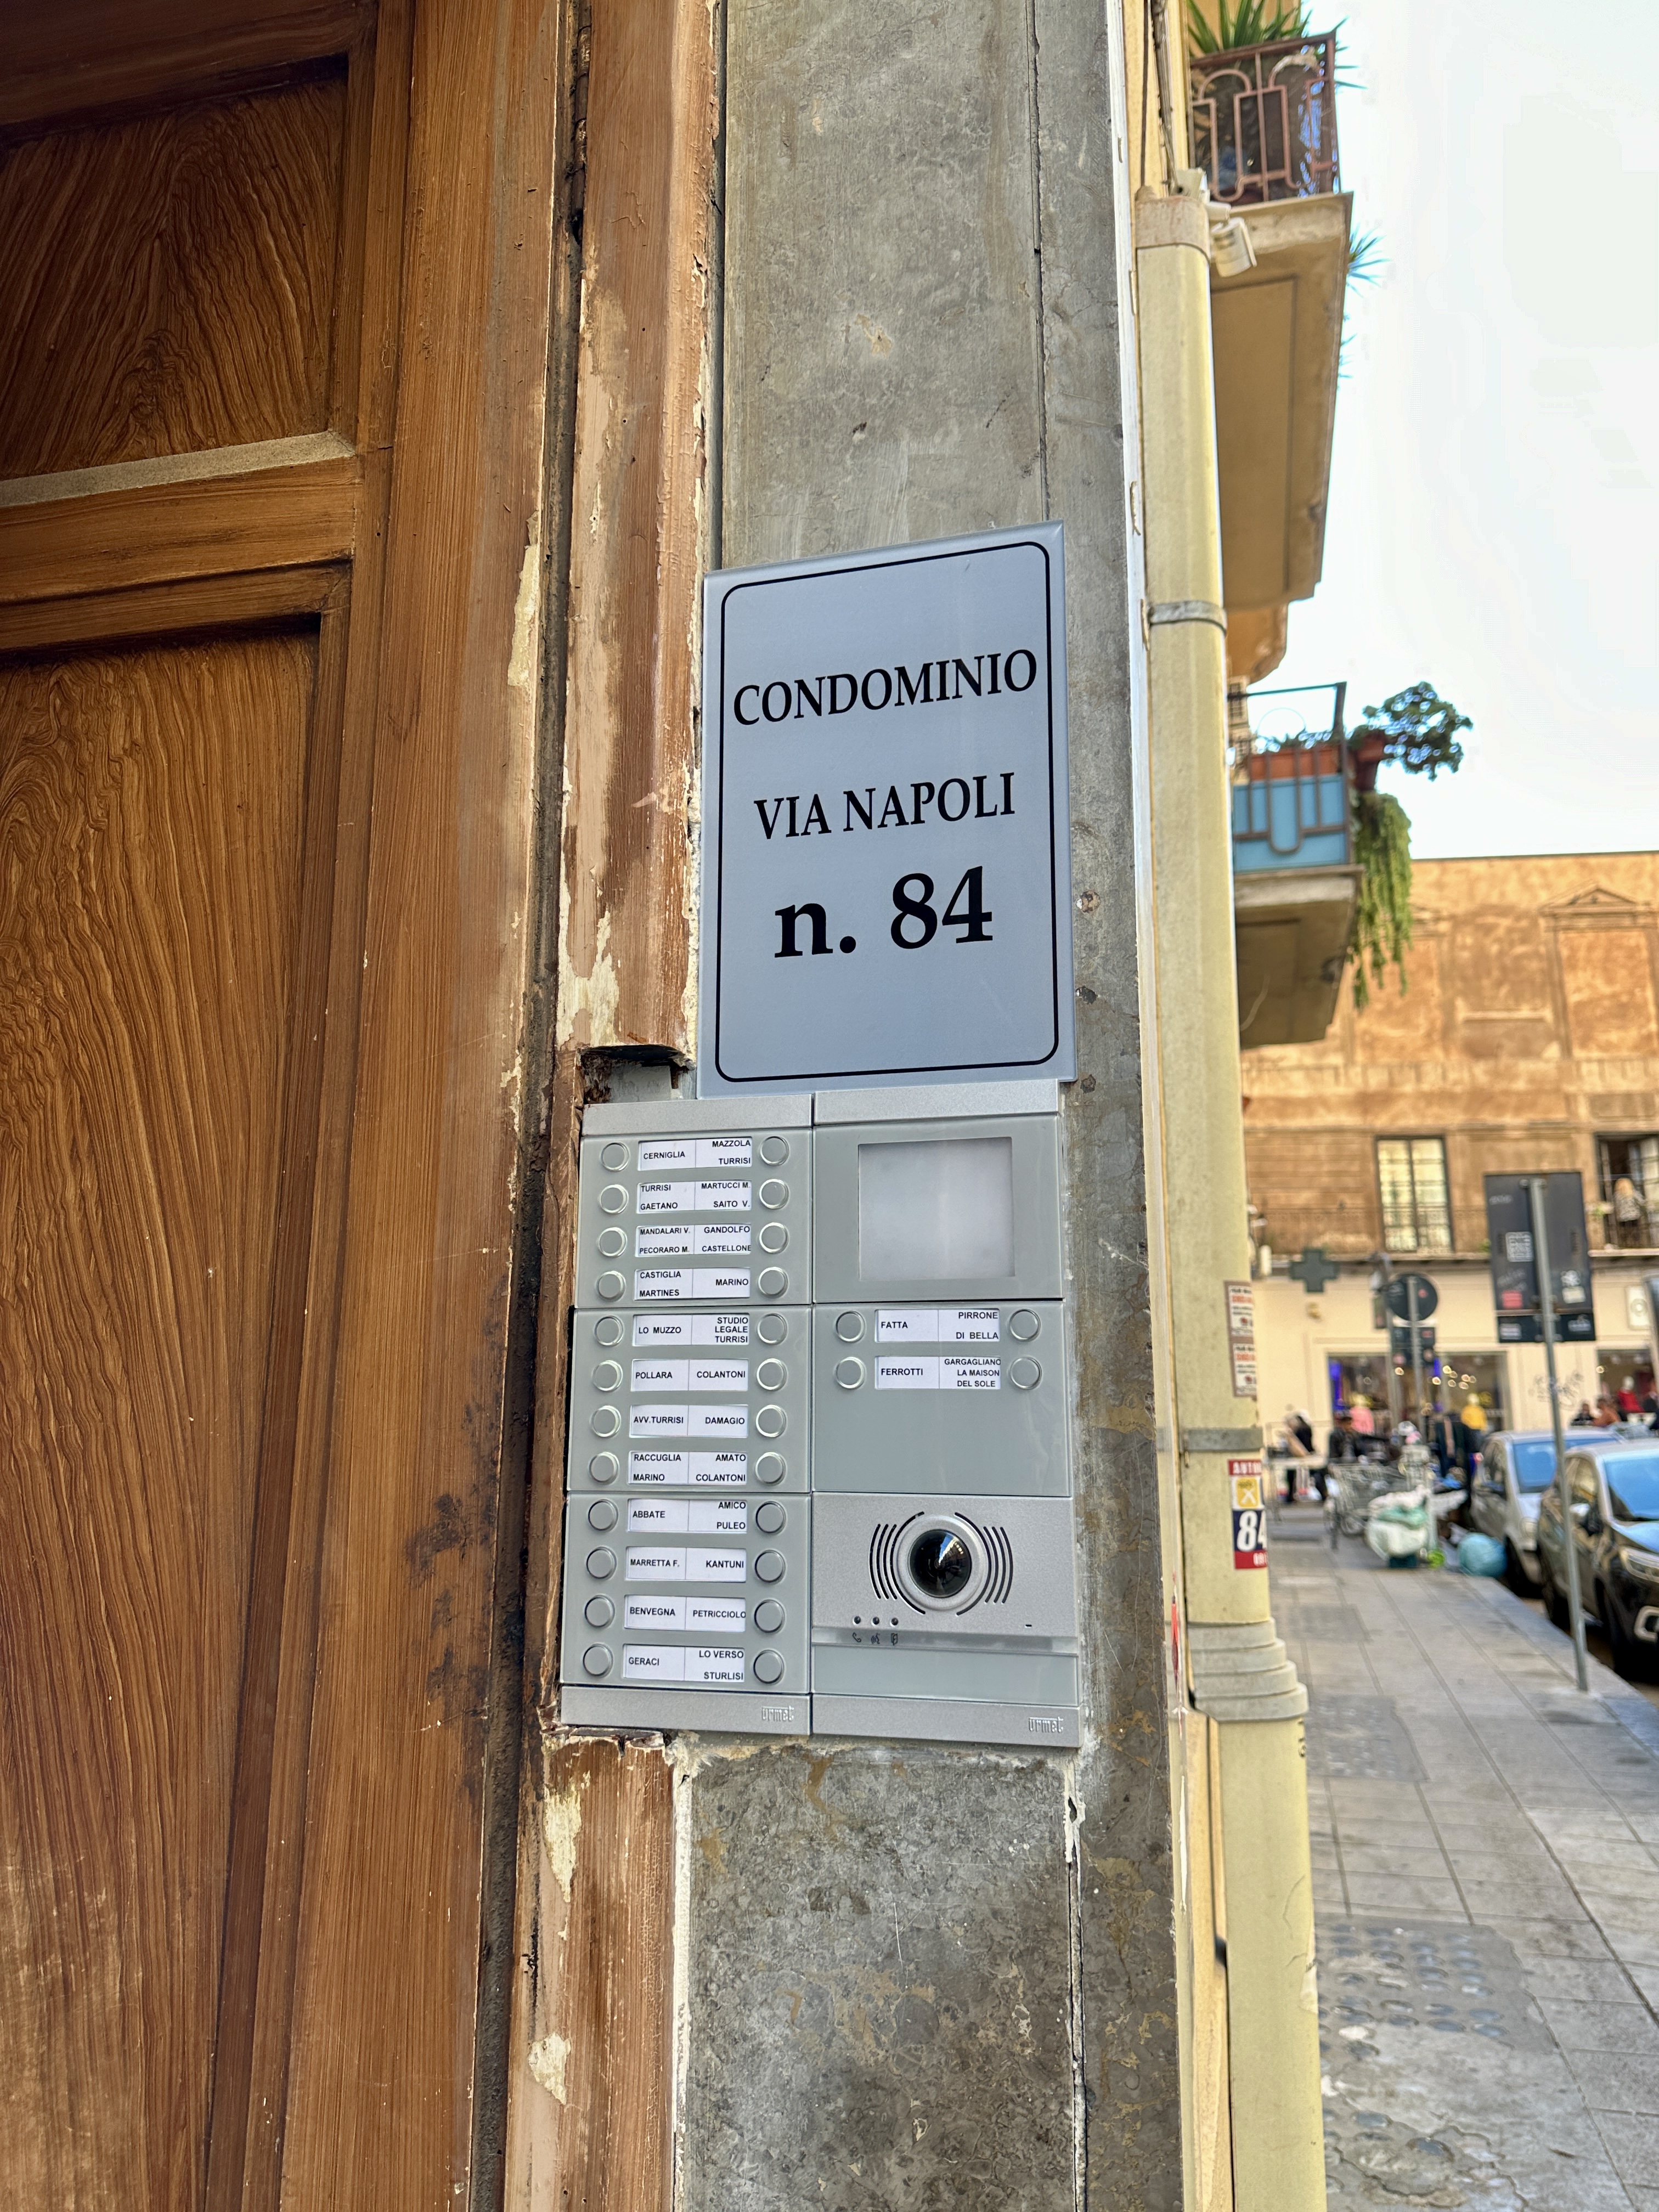 CONDOMINIO
VIA NAPOLI
n. 84
CERNIGLIA
MAZZOLA
TURRISI
TURRISI
GAETANO
MARTUCCI M.
SAITO V.
MANDALARI V.
PECORARO M.
GANDOLFO
CASTELLONE
CASTIGLIA
MARTINES
MARINO
LO MUZZO
STUDIO
LEGALE
TURRISI
POLLARA
COLANTONI
AVV.TURRISI
DAMAGIO
RACCUGLIA
MARINO
AMATO
COLANTONI
ABBATE
AMICO
PULEO
MARRETTA F.
KANTUNI
BENVEGNA
PETRICCIOLO
GERACI
LO VERSO
STURLISI
urmet
FATTA
PIRRONE
DI BELLA
FERROTTI
GARGAGLIANO
LA MAISON
DEL SOLE
urmet
84